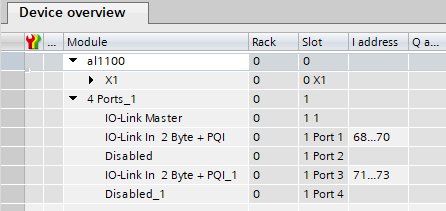 Device overview
... Module Rack Slot I address Q a...
al1100 0 0
X1 0 0 X1
4 Ports_1 0 1
IO-Link Master 0 1 1
IO-Link In 2 Byte + PQI 0 1 Port 1 68...70
Disabled 0 1 Port 2
IO-Link In 2 Byte + PQI_1 0 1 Port 3 71...73
Disabled_1 0 1 Port 4